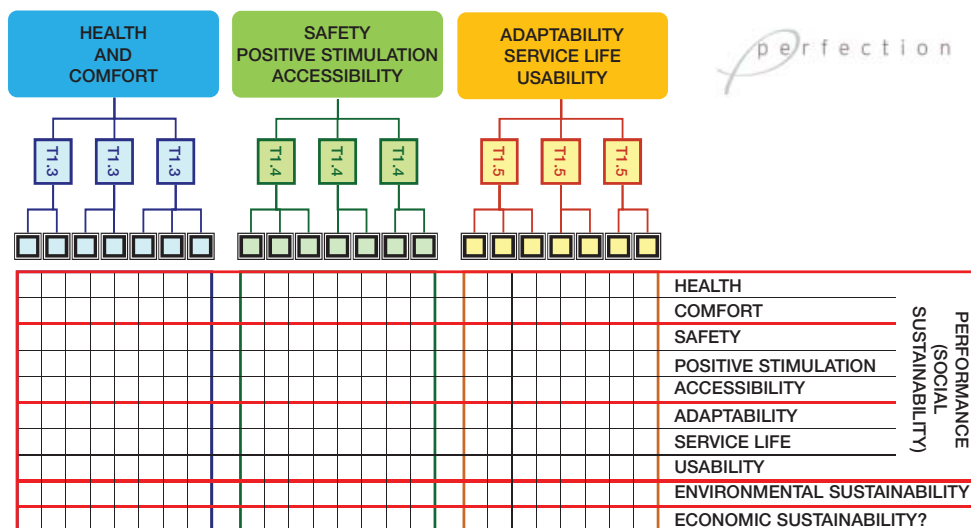 HEALTH
AND
COMFORT
SAFETY
POSITIVE STIMULATION
ACCESSIBILITY
ADAPTABILITY
SERVICE LIFE
USABILITY
perfection
T1.3
T1.3
T1.3
T1.4
T1.4
T1.4
T1.5
T1.5
T1.5
HEALTH
COMFORT
SAFETY
POSITIVE STIMULATION
ACCESSIBILITY
ADAPTABILITY
SERVICE LIFE
USABILITY
ENVIRONMENTAL SUSTAINABILITY
ECONOMIC SUSTAINABILITY?
PERFORMANCE
(SOCIAL
SUSTAINABILITY)